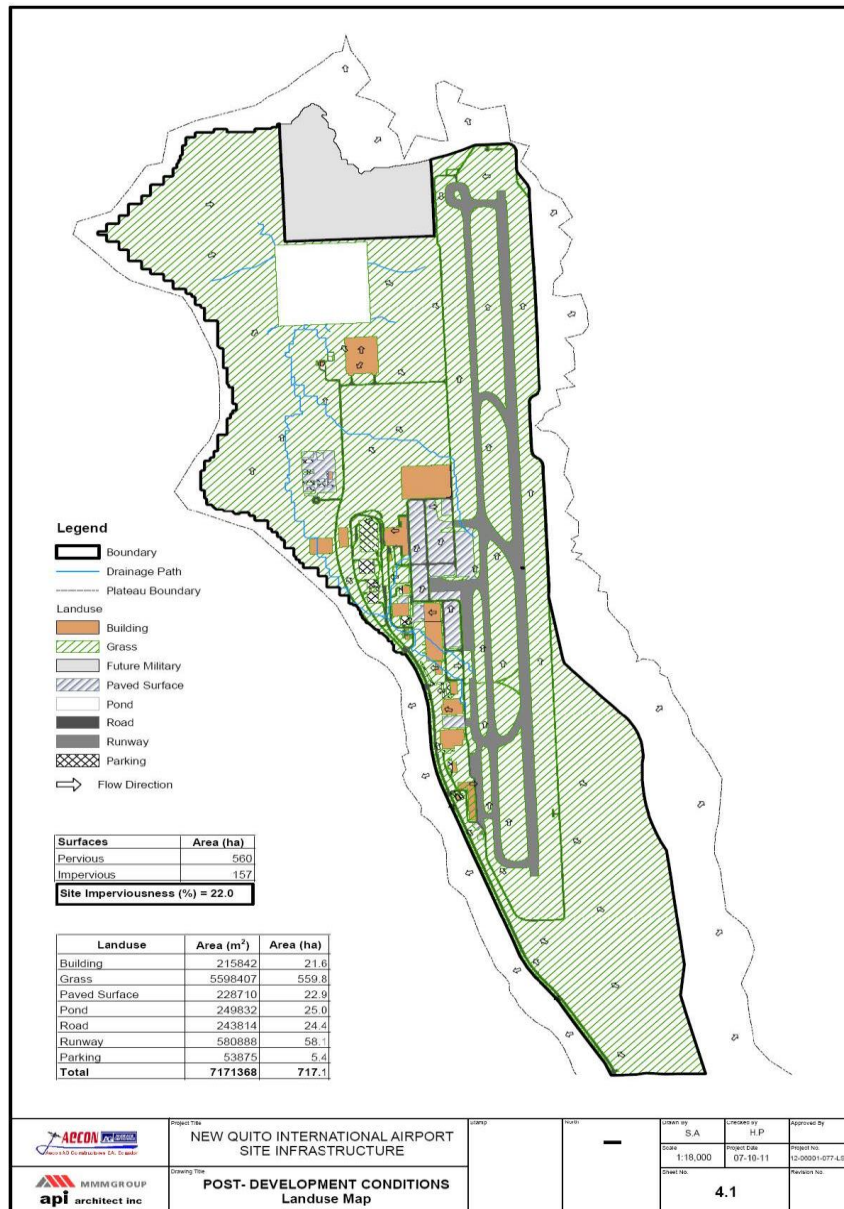 Legend
Boundary
Drainage Path
Plateau Boundary
Landuse
Building
Grass
Future Military
Paved Surface
Pond
Road
Runway
Parking
Flow Direction
Surfaces Area (ha)
Pervious 560
Impervious 157
Site Imperviousness (%) = 22.0
Landuse Area (m²) Area (ha)
Building 215842 21.6
Grass 5598407 559.8
Paved Surface 228710 22.9
Pond 249832 25.0
Road 243814 24.4
Runway 580888 58.1
Parking 53875 5.4
Total 7171368 717.1
AECON
MMMGROUP
api architect inc
Project Title
NEW QUITO INTERNATIONAL AIRPORT
SITE INFRASTRUCTURE
Drawing Title
POST- DEVELOPMENT CONDITIONS
Landuse Map
Stamp
North
Drawn By
S.A
Checked By
H.P
Approved By
Scale
1:18,000
Project Date
07-10-11
Project No.
Sheet No.
4.1
Revision No.